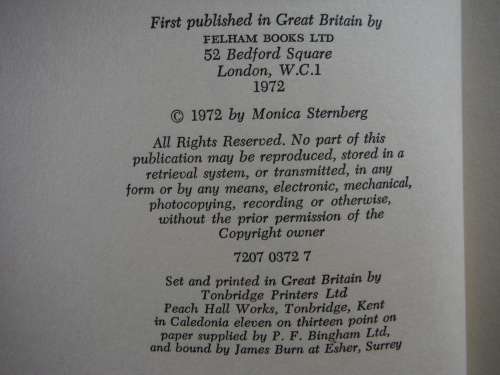 First published in Great Britain by
PELHAM BOOKS LTD
52 Bedford Square
London, W.C.1
1972
© 1972 by Monica Sternberg
All Rights Reserved. No part of this
publication may be reproduced, stored in a
retrieval system, or transmitted, in any
form or by any means, electronic, mechanical,
photocopying, recording or otherwise,
without the prior permission of the
Copyright owner
7207 0372 7
Set and printed in Great Britain by
Tonbridge Printers Ltd
Peach Hall Works, Tonbridge, Kent
in Caledonia eleven on thirteen point on
paper supplied by P. F. Bingham Ltd,
and bound by James Burn at Esher, Surrey